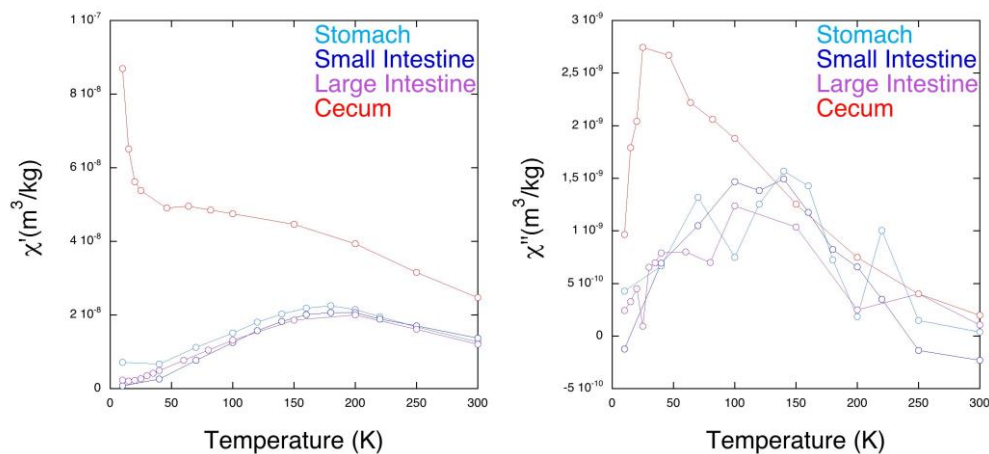 1 10⁻⁷
8 10⁻⁸
6 10⁻⁸
4 10⁻⁸
2 10⁻⁸
0
χ'(m³/kg)
Stomach
Small Intestine
Large Intestine
Cecum
0 50 100 150 200 250 300
Temperature (K)
3 10⁻⁹
2,5 10⁻⁹
2 10⁻⁹
1,5 10⁻⁹
1 10⁻⁹
5 10⁻¹⁰
0
-5 10⁻¹⁰
χ"(m³/kg)
Stomach
Small Intestine
Large Intestine
Cecum
0 50 100 150 200 250 300
Temperature (K)